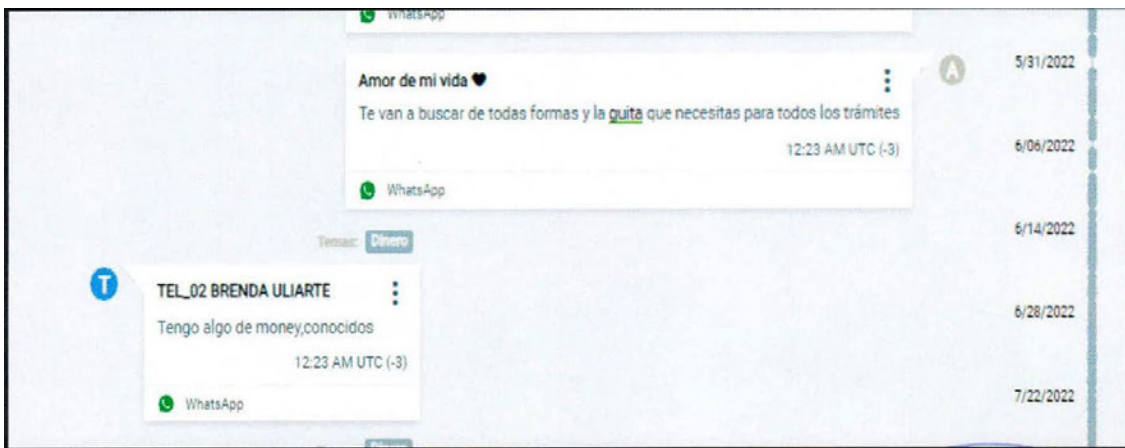 WhatsApp
Amor de mi vida 🖤
Te van a buscar de todas formas y la guita que necesitas para todos los trámites
12:23 AM UTC (-3)
WhatsApp
A
Temas: Dinero
T
TEL_02 BRENDA ULIARTE
Tengo algo de money,conocidos
12:23 AM UTC (-3)
WhatsApp
Dinero
5/31/2022
6/06/2022
6/14/2022
6/28/2022
7/22/2022